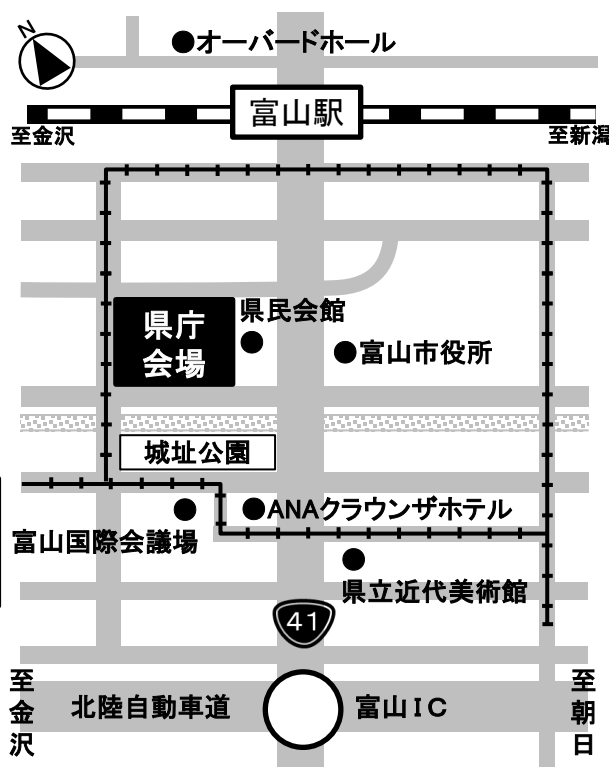 N
オーバードホール
富山駅
至金沢
至新潟
県民会館
県庁
会場
富山市役所
城址公園
ANAクラウンザホテル
富山国際会議場
県立近代美術館
41
至金沢
北陸自動車道
富山IC
至朝日